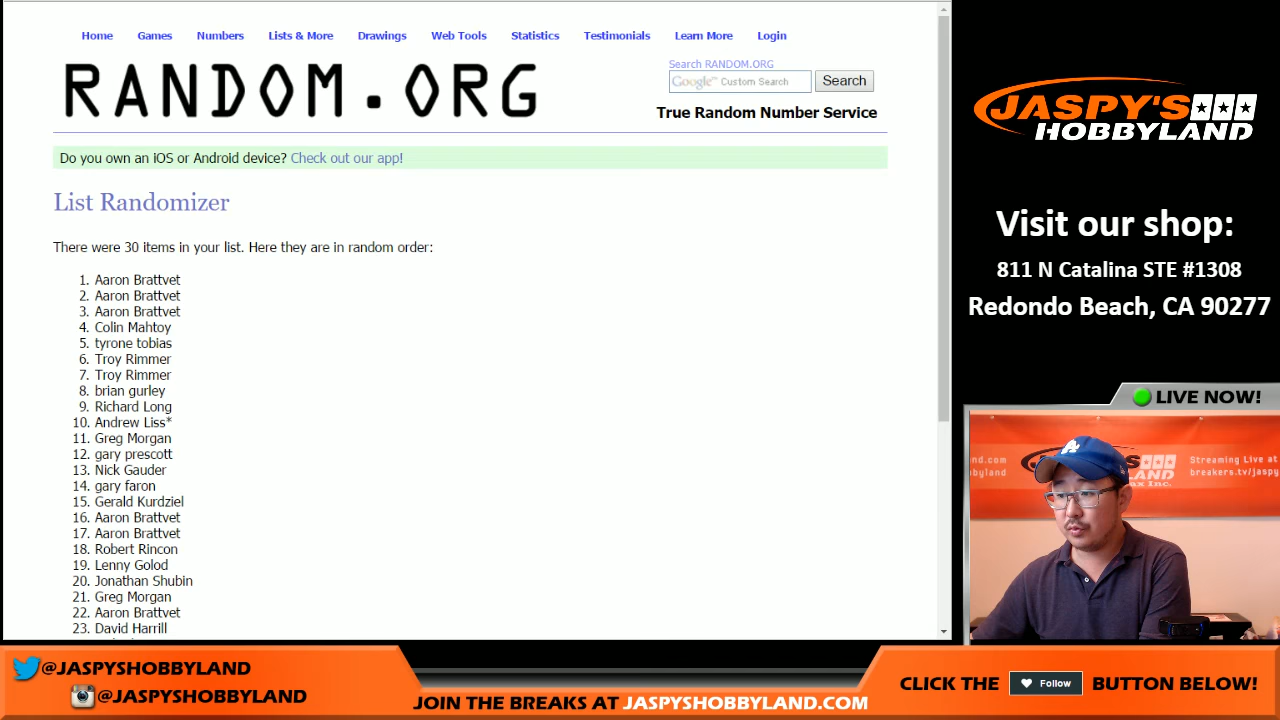 Home Games Numbers Lists & More Drawings Web Tools Statistics Testimonials Learn More Login
RANDOM.ORG
Search RANDOM.ORG
Google™ Custom Search Search
True Random Number Service
Do you own an iOS or Android device? Check out our app!
List Randomizer
There were 30 items in your list. Here they are in random order:
1. Aaron Brattvet
2. Aaron Brattvet
3. Aaron Brattvet
4. Colin Mahtoy
5. tyrone tobias
6. Troy Rimmer
7. Troy Rimmer
8. brian gurley
9. Richard Long
10. Andrew Liss*
11. Greg Morgan
12. gary prescott
13. Nick Gauder
14. gary faron
15. Gerald Kurdziel
16. Aaron Brattvet
17. Aaron Brattvet
18. Robert Rincon
19. Lenny Golod
20. Jonathan Shubin
21. Greg Morgan
22. Aaron Brattvet
23. David Harrill
JASPY'S
HOBBYLAND
Visit our shop:
811 N Catalina STE #1308
Redondo Beach, CA 90277
LIVE NOW!
Streaming Live at
breakers.tv/jaspy
@JASPYSHOBBYLAND
@JASPYSHOBBYLAND
JOIN THE BREAKS AT JASPYSHOBBYLAND.COM
CLICK THE Follow BUTTON BELOW!